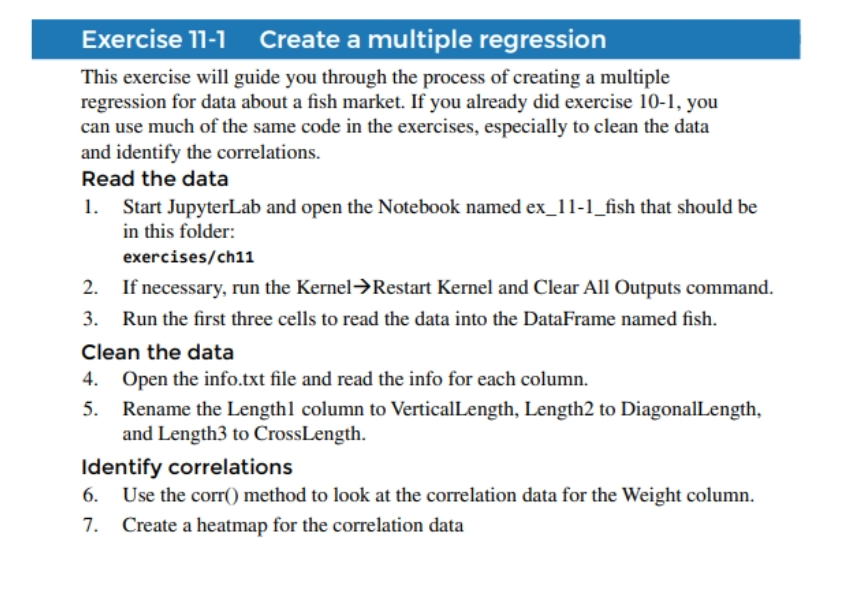 Exercise 11-1 Create a multiple regression
This exercise will guide you through the process of creating a multiple
regression for data about a fish market. If you already did exercise 10-1, you
can use much of the same code in the exercises, especially to clean the data
and identify the correlations.
Read the data
1. Start JupyterLab and open the Notebook named ex_11-1_fish that should be
in this folder:
exercises/ch11
2. If necessary, run the Kernel→Restart Kernel and Clear All Outputs command.
3. Run the first three cells to read the data into the DataFrame named fish.
Clean the data
4. Open the info.txt file and read the info for each column.
5. Rename the Length1 column to VerticalLength, Length2 to DiagonalLength,
and Length3 to CrossLength.
Identify correlations
6. Use the corr() method to look at the correlation data for the Weight column.
7. Create a heatmap for the correlation data